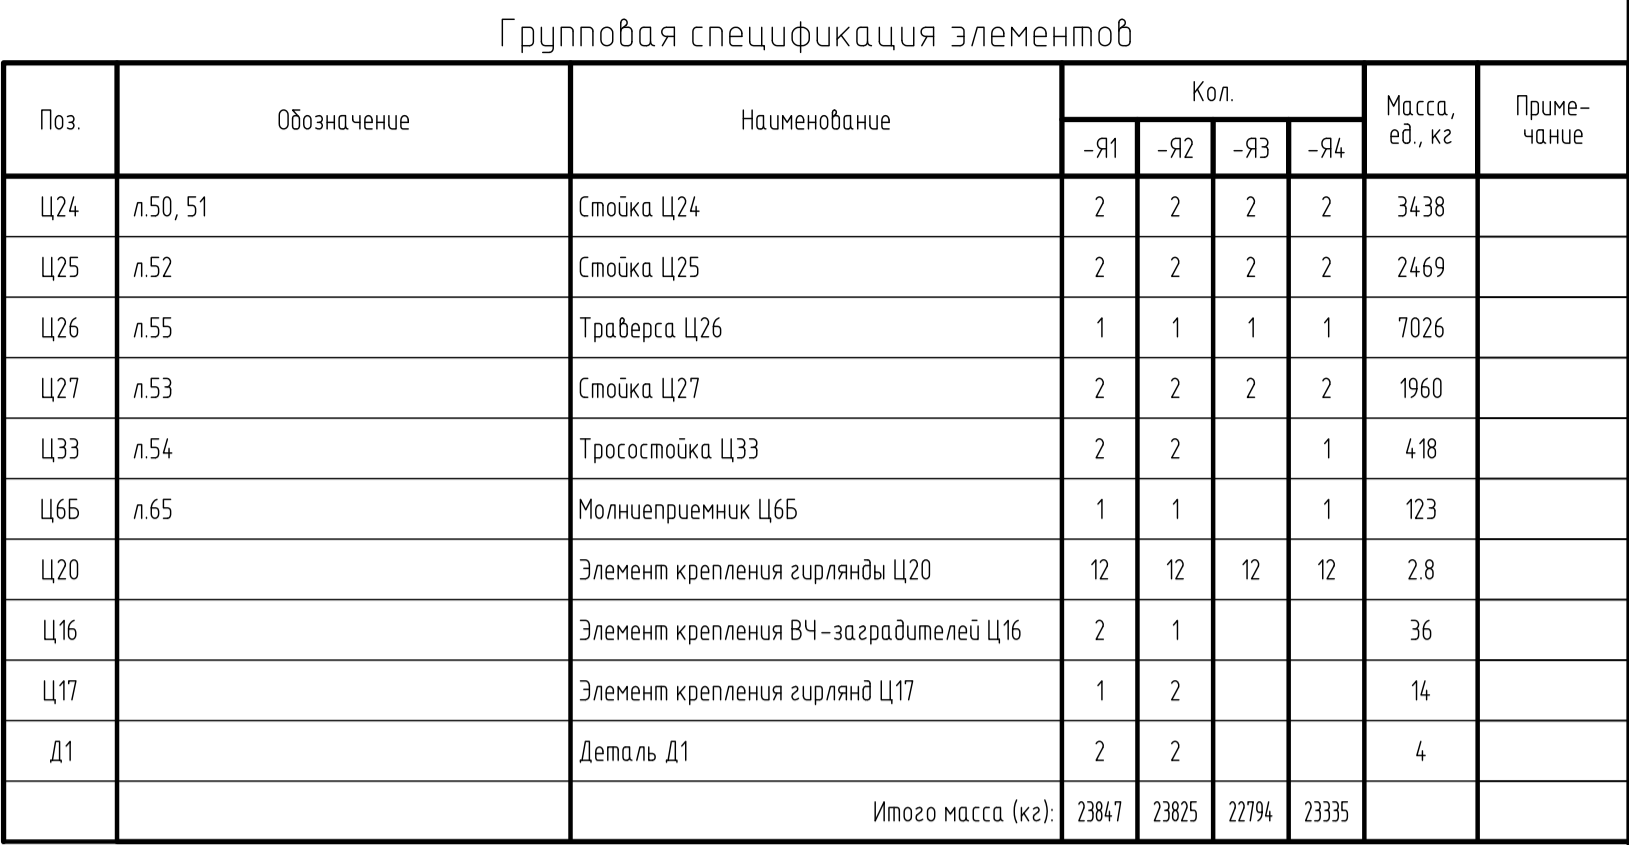 Групповая спецификация элементов
Поз. Обозначение Наименование Кол. Масса, ед., кг Приме-чание
-Я1 -Я2 -Я3 -Я4
Ц24 л.50, 51 Стойка Ц24 2 2 2 2 3438
Ц25 л.52 Стойка Ц25 2 2 2 2 2469
Ц26 л.55 Траверса Ц26 1 1 1 1 7026
Ц27 л.53 Стойка Ц27 2 2 2 2 1960
Ц33 л.54 Тросостойка Ц33 2 2 1 418
Ц6Б л.65 Молниеприемник Ц6Б 1 1 1 123
Ц20 Элемент крепления гирлянды Ц20 12 12 12 12 2.8
Ц16 Элемент крепления ВЧ-заградителей Ц16 2 1 36
Ц17 Элемент крепления гирлянд Ц17 1 2 14
Д1 Деталь Д1 2 2 4
Итого масса (кг): 23847 23825 22794 23335